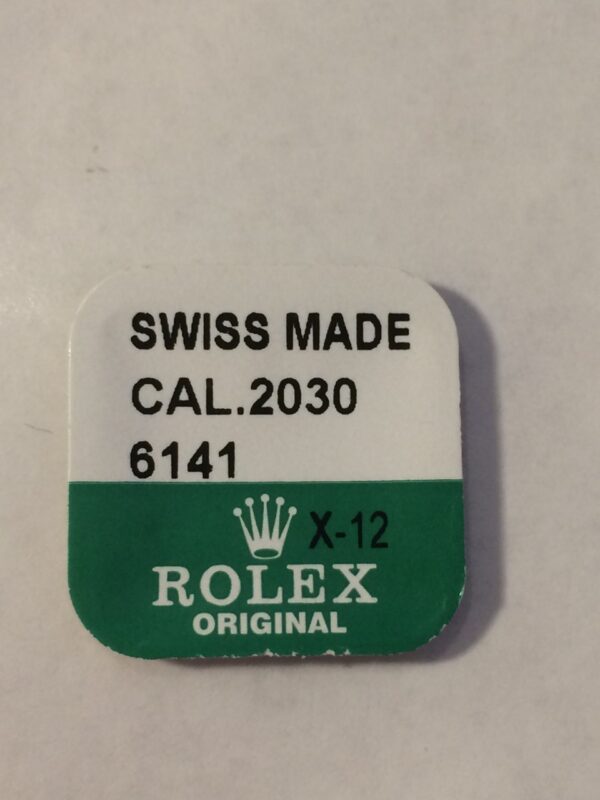 SWISS MADE
CAL.2030
6141
X-12
ROLEX
ORIGINAL